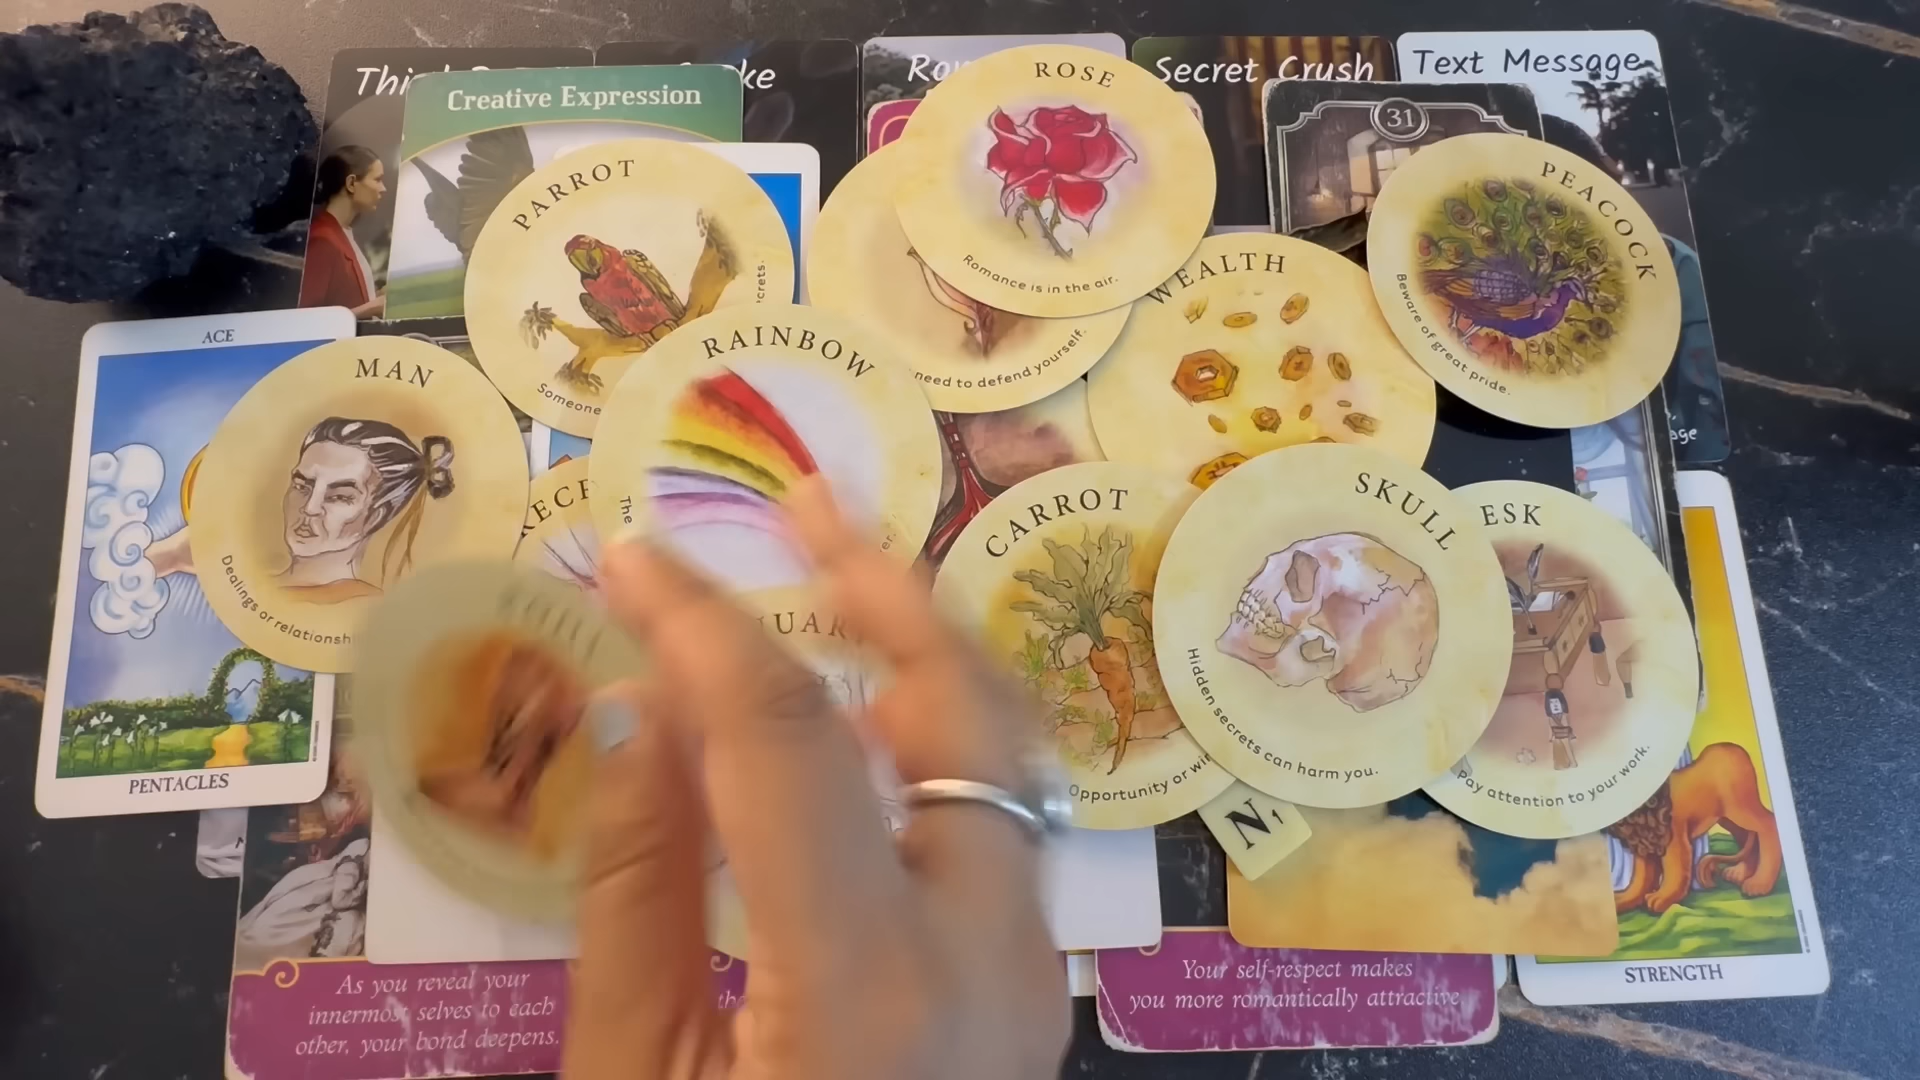 Secret Crush
Text Message
Creative Expression
ROSE
Romance is in the air.
31
PARROT
Someone
PEACOCK
Beware of great pride.
WEALTH
need to defend yourself.
RAINBOW
The
ACE
PENTACLES
MAN
Dealings or relationsh
CARROT
Opportunity or wi
SKULL
Hidden secrets can harm you.
ESK
Pay attention to your work.
N1
STRENGTH
As you reveal your
innermost selves to each
other, your bond deepens.
Your self-respect makes
you more romantically attractive